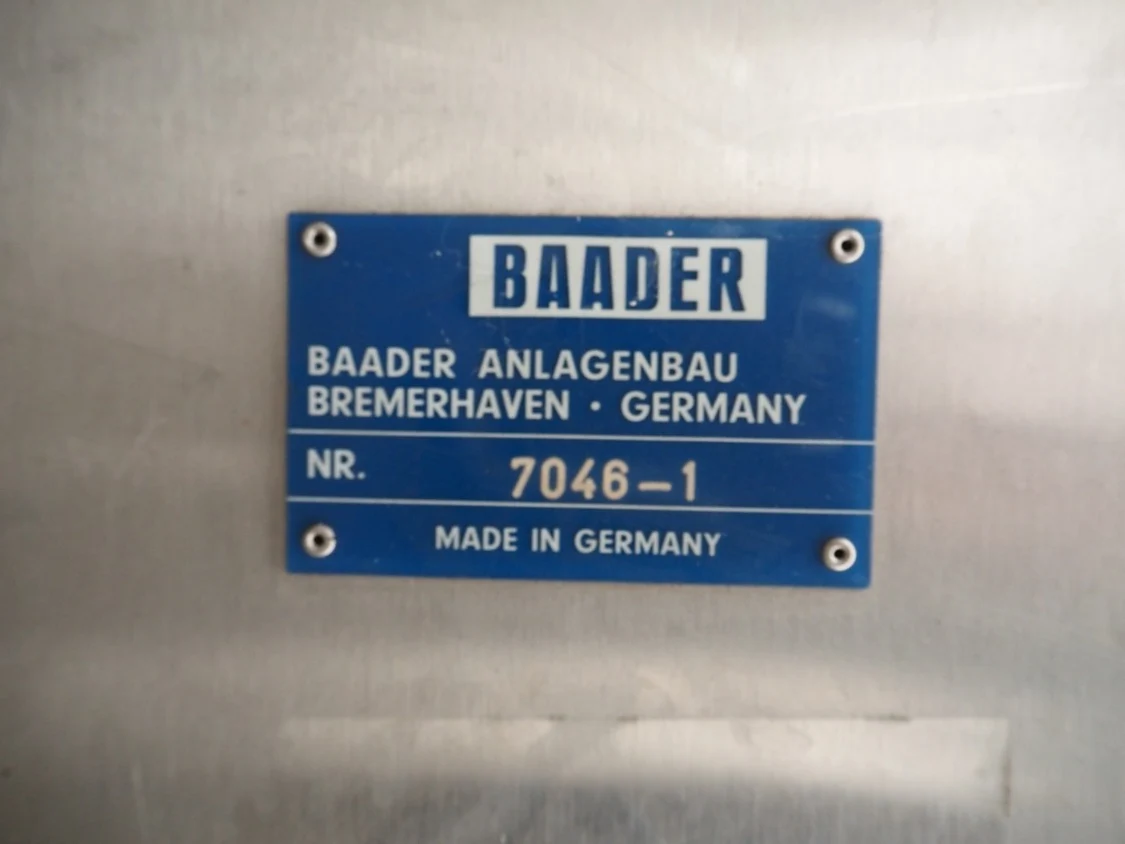 BAADER
BAADER ANLAGENBAU
BREMERHAVEN · GERMANY
NR. 7046-1
MADE IN GERMANY